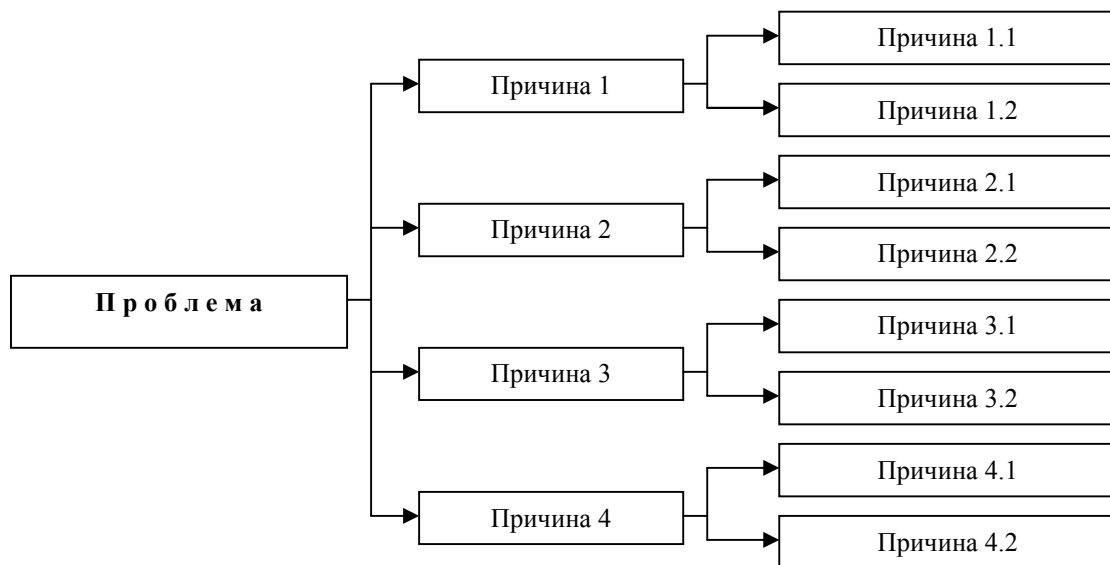 Проблема
Причина 1
Причина 1.1
Причина 1.2
Причина 2
Причина 2.1
Причина 2.2
Причина 3
Причина 3.1
Причина 3.2
Причина 4
Причина 4.1
Причина 4.2